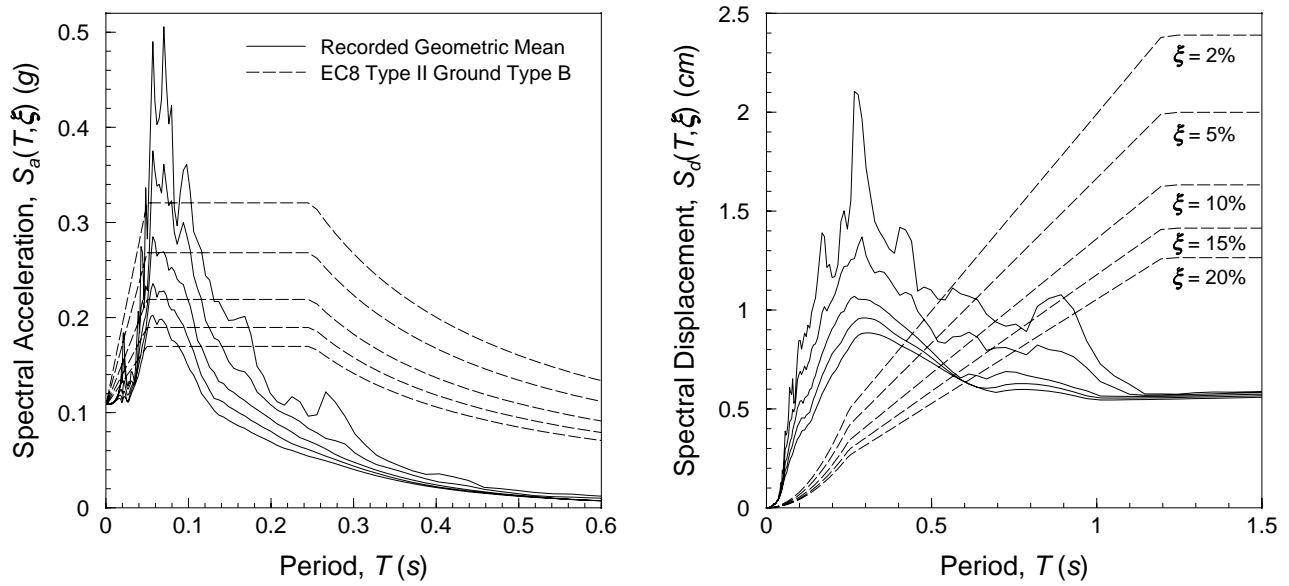 Spectral Acceleration, Sₐ(T,ξ) (g)
0.5
0.4
0.3
0.2
0.1
0
Recorded Geometric Mean
EC8 Type II Ground Type B
0 0.1 0.2 0.3 0.4 0.5 0.6
Period, T (s)
Spectral Displacement, S_d(T,ξ) (cm)
2.5
2.0
1.5
1.0
0.5
0
ξ = 2%
ξ = 5%
ξ = 10%
ξ = 15%
ξ = 20%
0 0.5 1 1.5
Period, T (s)